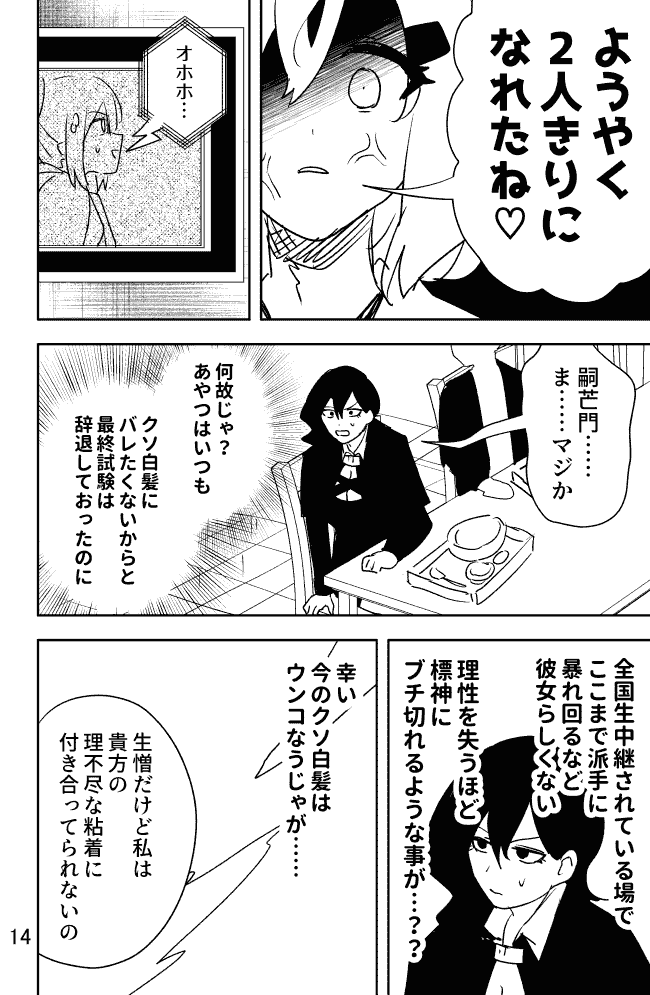 ようやく
2人きりに
なれたね♡
オホホ…
嗣芒門……
ま……マジか
何故じゃ？
あやつはいつも
クソ白髪に
バレたくないからと
最終試験は
辞退しておったのに
全国生中継されている場で
ここまで派手に
暴れ回るなど
彼女らしくない
理性を失うほど
標神に
ブチ切れるような事が…？？
幸い
今のクソ白髪は
ウンコなうじゃが……
生憎だけど私は
貴方の
理不尽な粘着に
付き合ってられないの
14